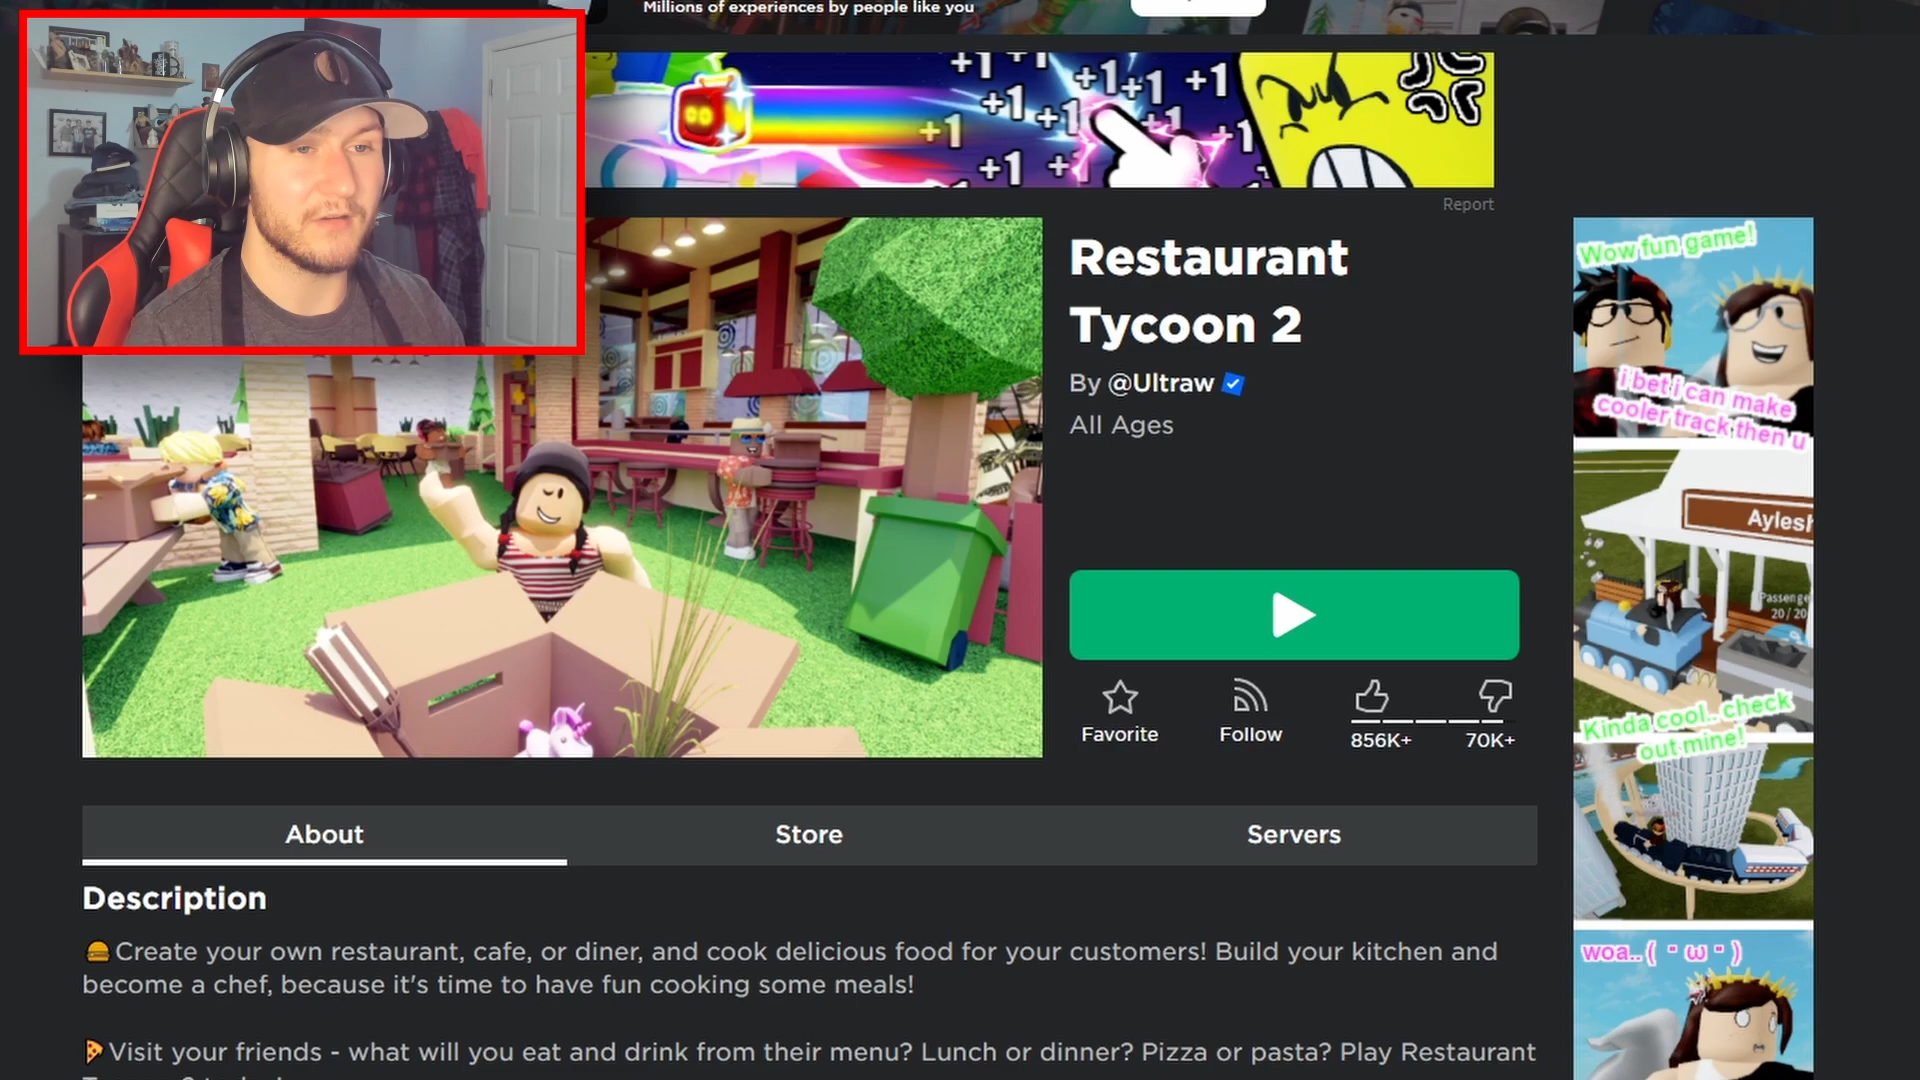 Millions of experiences by people like you
+1 +1 +1 +1 +1 +1 +1 +1 +1 +1 +1
Report
Restaurant
Tycoon 2
By @Ultraw
All Ages
Favorite
Follow
856K+
70K+
Wow fun game!
i bet i can make
cooler track then u
Passenge
20/20
Kinda cool.. check
out mine!
woa.. ( " ω " )
About
Store
Servers
Description
Create your own restaurant, cafe, or diner, and cook delicious food for your customers! Build your kitchen and
become a chef, because it's time to have fun cooking some meals!
Visit your friends - what will you eat and drink from their menu? Lunch or dinner? Pizza or pasta? Play Restaurant